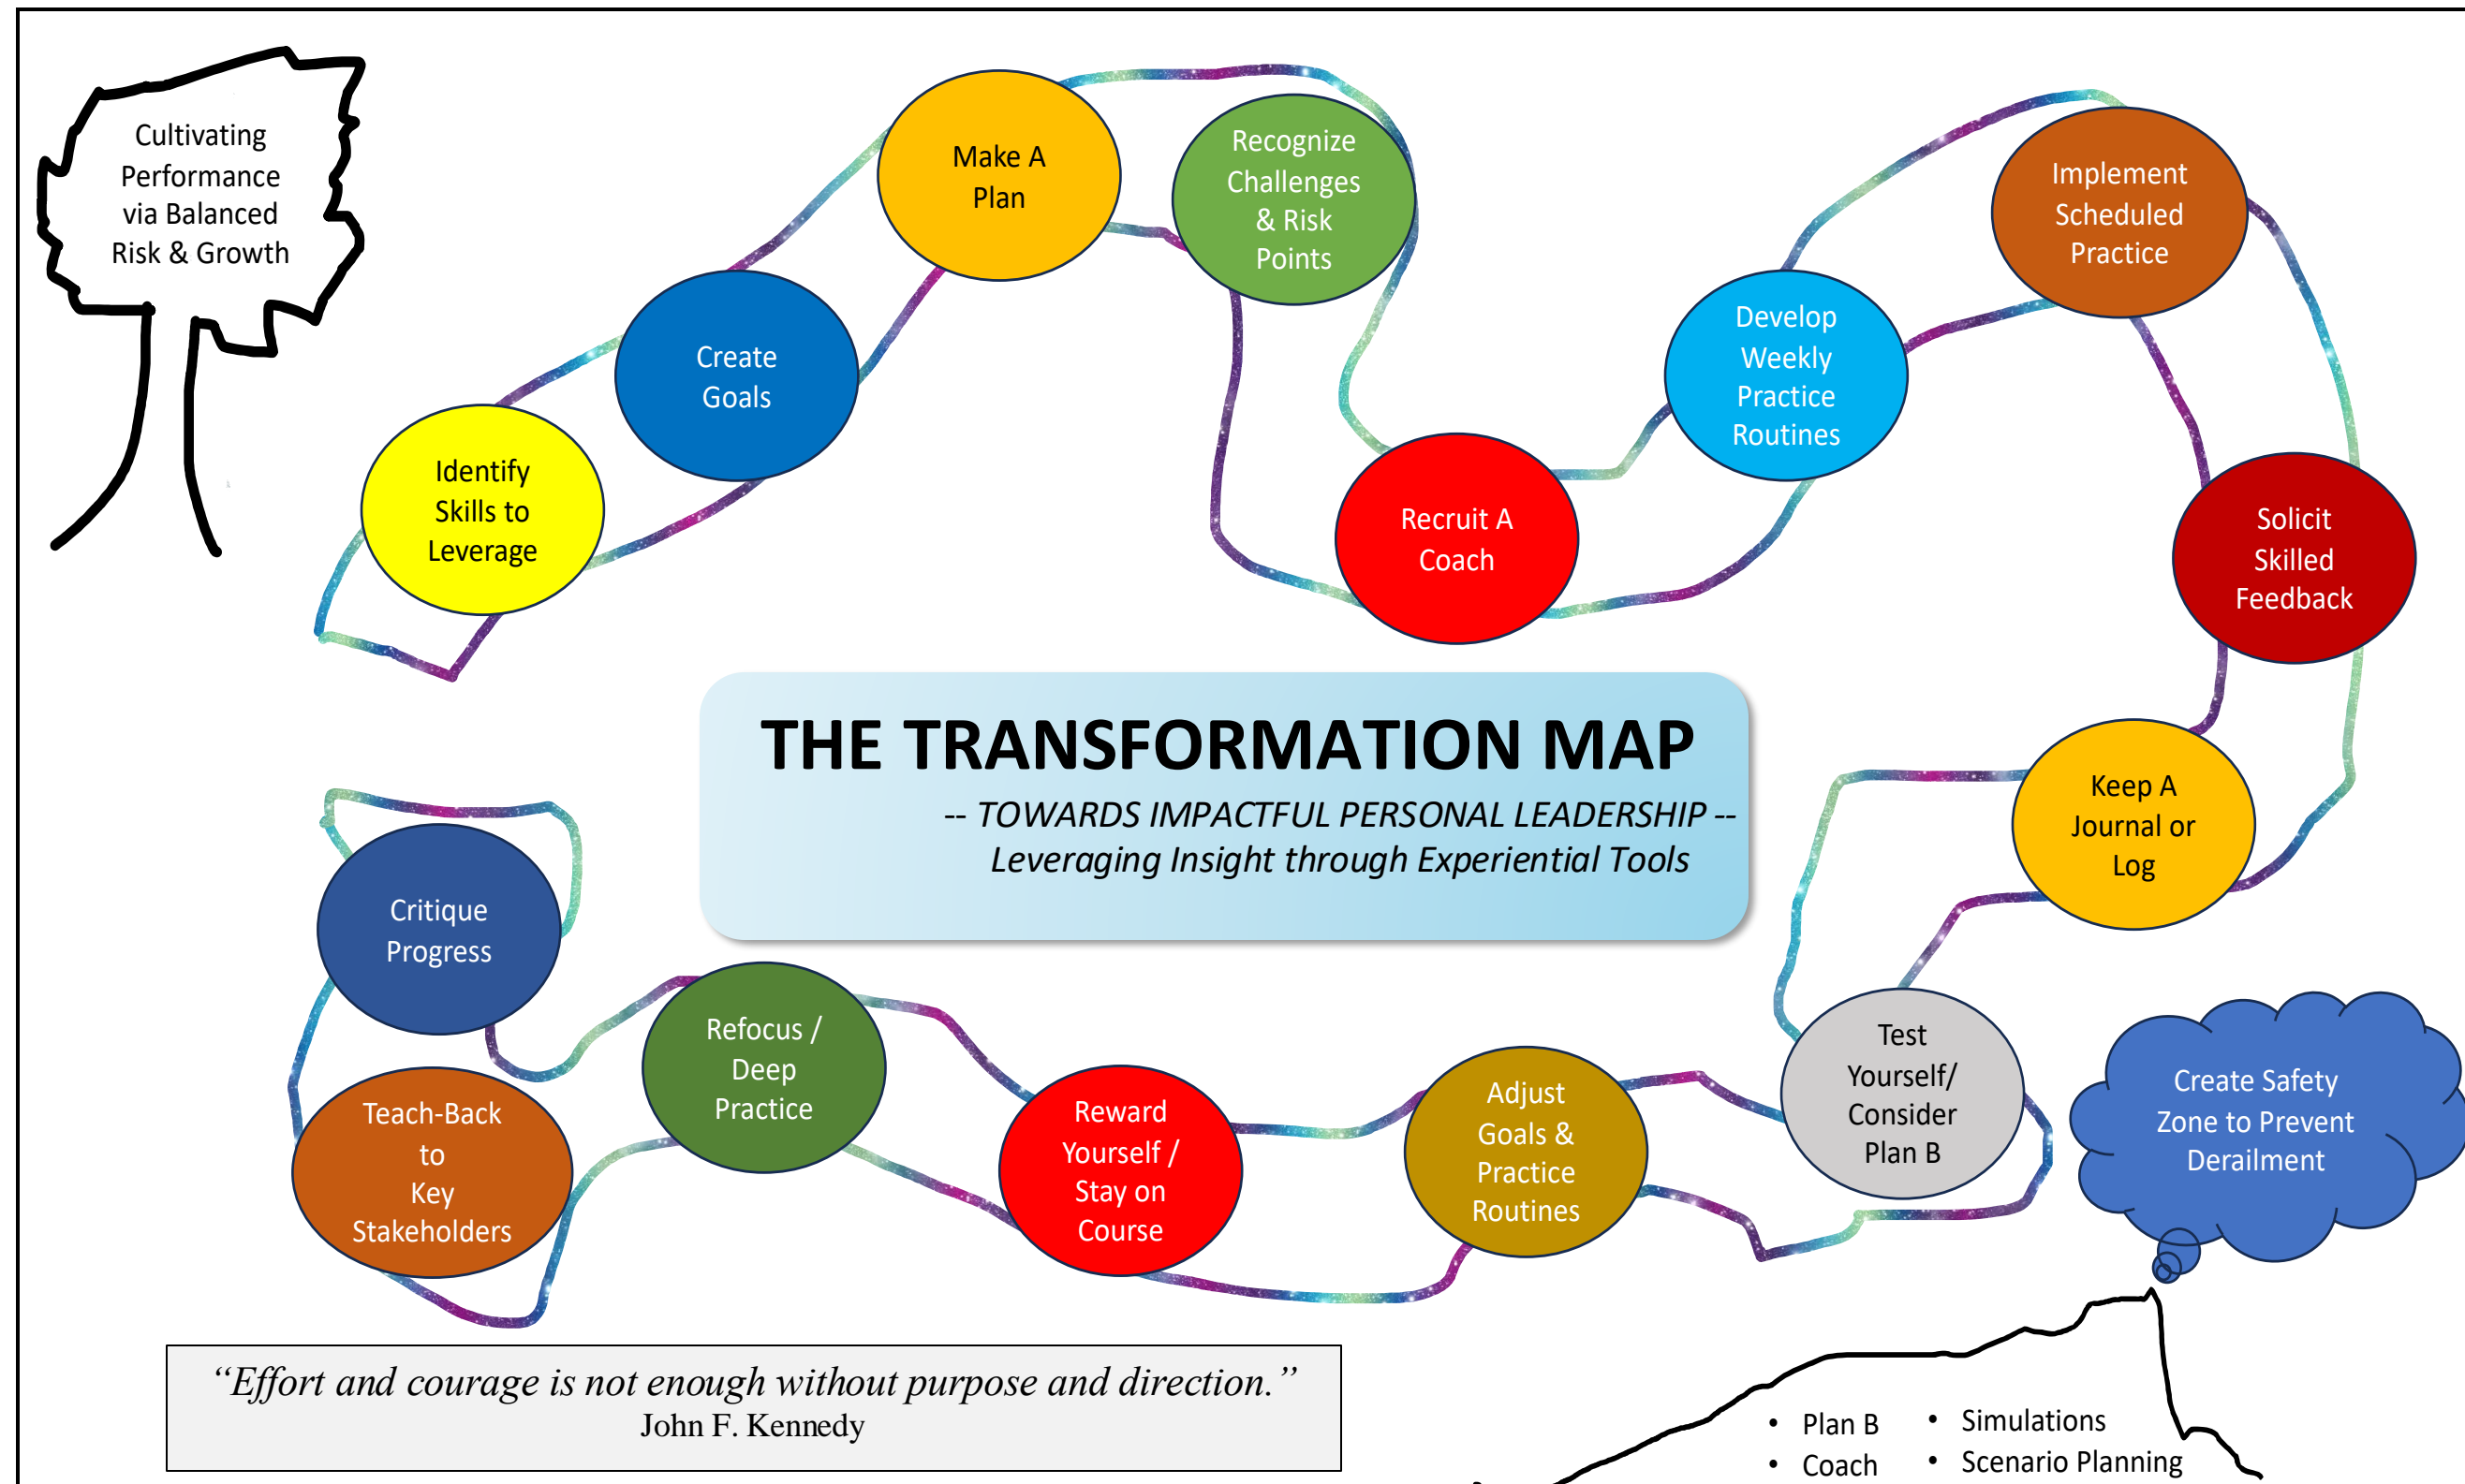 Cultivating
Performance
via Balanced
Risk & Growth
Identify
Skills to
Leverage
Create
Goals
Make A
Plan
Recognize
Challenges
& Risk
Points
Recruit A
Coach
Develop
Weekly
Practice
Routines
Implement
Scheduled
Practice
Solicit
Skilled
Feedback
THE TRANSFORMATION MAP
-- TOWARDS IMPACTFUL PERSONAL LEADERSHIP --
Leveraging Insight through Experiential Tools
Keep A
Journal or
Log
Test
Yourself/
Consider
Plan B
Adjust
Goals &
Practice
Routines
Reward
Yourself /
Stay on
Course
Refocus /
Deep
Practice
Teach-Back
to
Key
Stakeholders
Critique
Progress
Create Safety
Zone to Prevent
Derailment
• Plan B
• Coach
• Simulations
• Scenario Planning
“Effort and courage is not enough without purpose and direction.”
John F. Kennedy